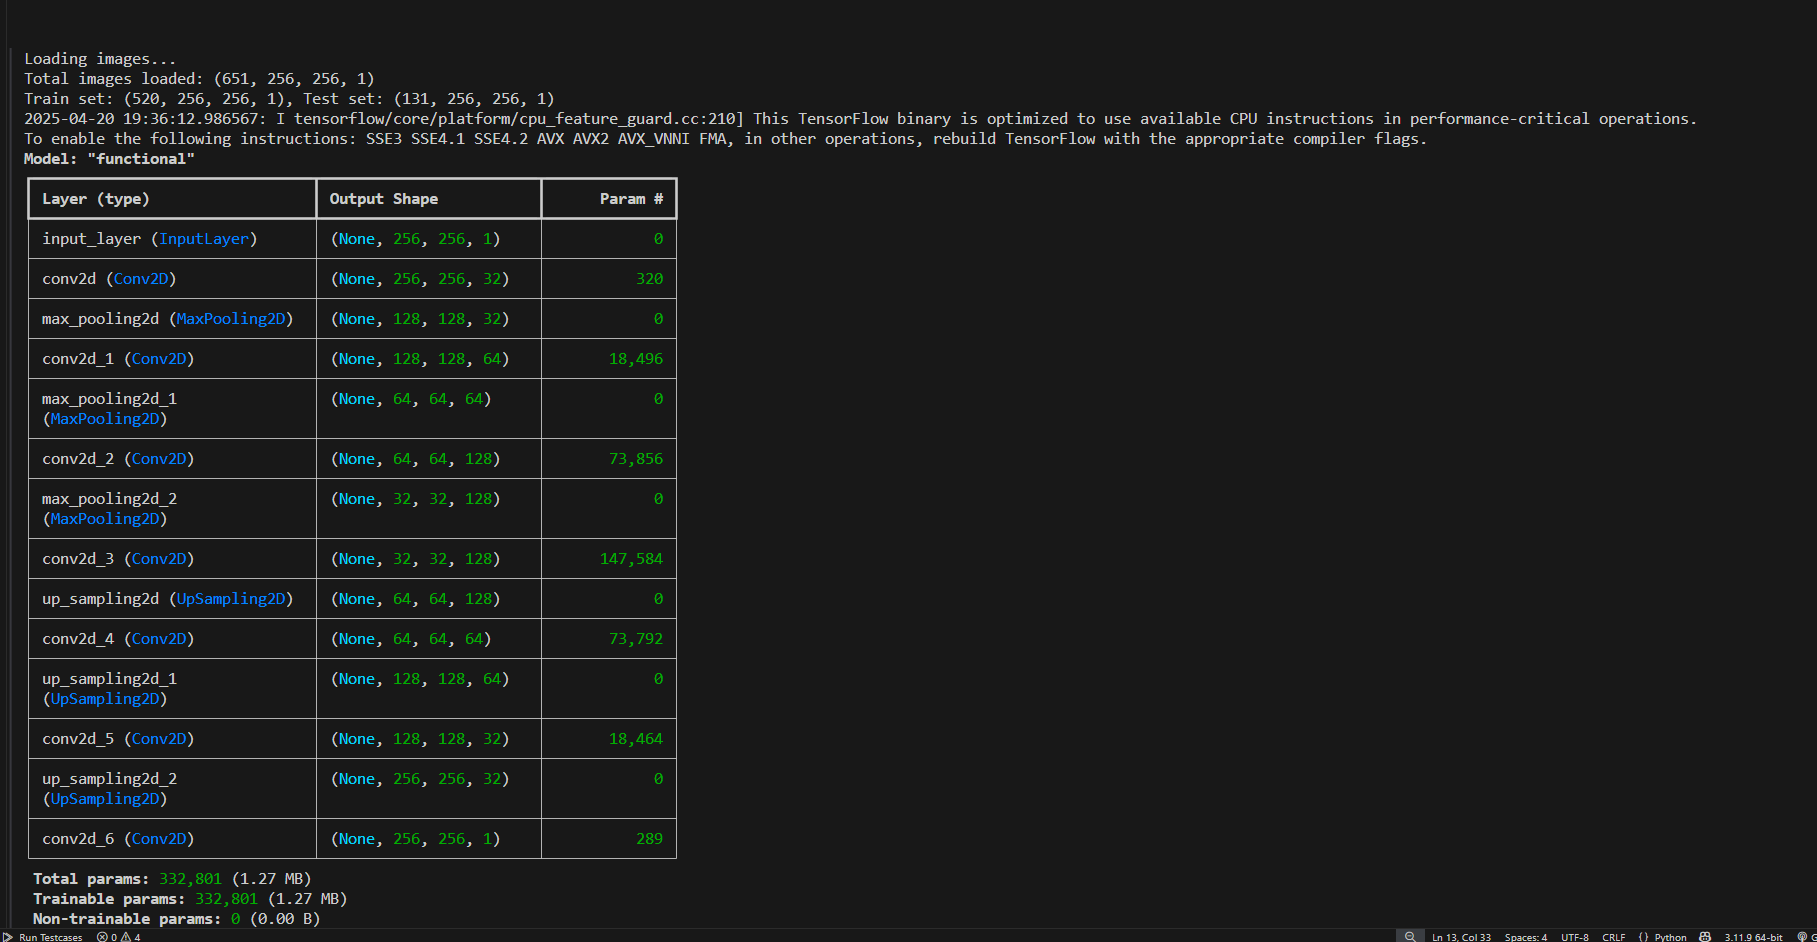 Loading images...
Total images loaded: (651, 256, 256, 1)
Train set: (520, 256, 256, 1), Test set: (131, 256, 256, 1)
2025-04-20 19:36:12.986567: I tensorflow/core/platform/cpu_feature_guard.cc:210] This TensorFlow binary is optimized to use available CPU instructions in performance-critical operations.
To enable the following instructions: SSE3 SSE4.1 SSE4.2 AVX AVX2 AVX_VNNI FMA, in other operations, rebuild TensorFlow with the appropriate compiler flags.
Model: "functional"
Layer (type) Output Shape Param #
input_layer (InputLayer) (None, 256, 256, 1) 0
conv2d (Conv2D) (None, 256, 256, 32) 320
max_pooling2d (MaxPooling2D) (None, 128, 128, 32) 0
conv2d_1 (Conv2D) (None, 128, 128, 64) 18,496
max_pooling2d_1 (None, 64, 64, 64) 0
(MaxPooling2D)
conv2d_2 (Conv2D) (None, 64, 64, 128) 73,856
max_pooling2d_2 (None, 32, 32, 128) 0
(MaxPooling2D)
conv2d_3 (Conv2D) (None, 32, 32, 128) 147,584
up_sampling2d (UpSampling2D) (None, 64, 64, 128) 0
conv2d_4 (Conv2D) (None, 64, 64, 64) 73,792
up_sampling2d_1 (None, 128, 128, 64) 0
(UpSampling2D)
conv2d_5 (Conv2D) (None, 128, 128, 32) 18,464
up_sampling2d_2 (None, 256, 256, 32) 0
(UpSampling2D)
conv2d_6 (Conv2D) (None, 256, 256, 1) 289
Total params: 332,801 (1.27 MB)
Trainable params: 332,801 (1.27 MB)
Non-trainable params: 0 (0.00 B)
Run Testcases 0 4 Ln 13, Col 33 Spaces: 4 UTF-8 CRLF {} Python 3.11.9 64-bit